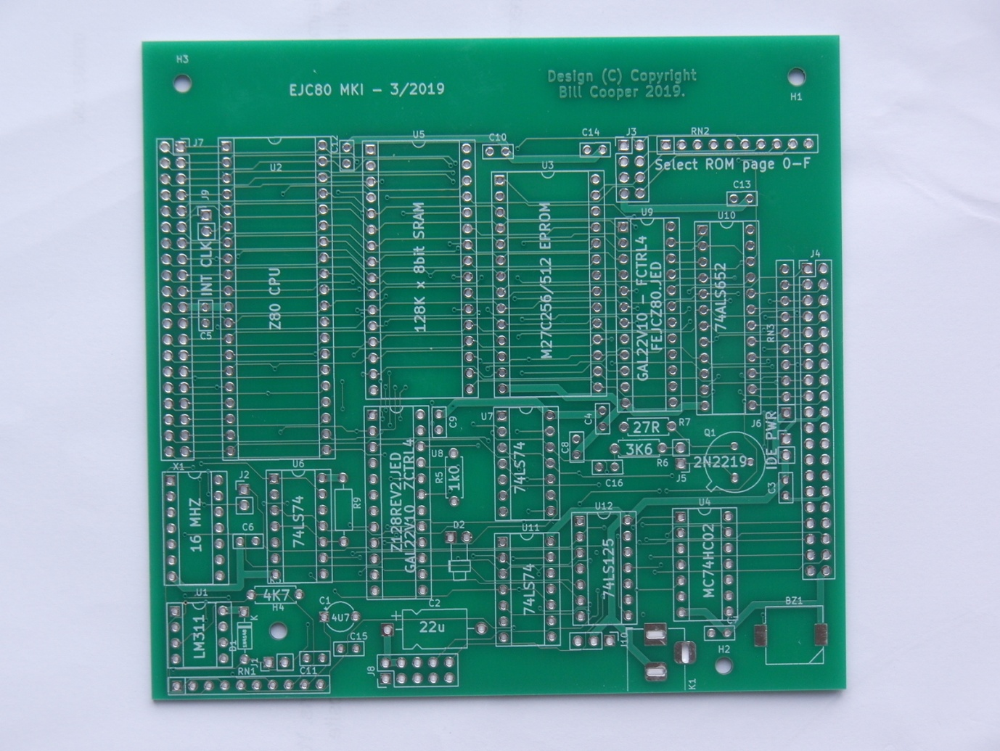 H3
EJC80 MKI - 3/2019
Design (C) Copyright
Bill Cooper 2019.
H1
J7
U2
C12
U5
C10
C14
J3
RN2
Select ROM page 0-F
U3
C13
J9
U9
U10
INT CLK
Z80 CPU
128K x 8bit SRAM
M27C256/512 EPROM
GAL22V10 - FCTRL4
FEJCZ80.JED
74ALS652
J4
RN3
C5
C9
U7
C4
27R
R7
J6
IDE PWR
Q1
C8
3K6
R6
2N2219
X1
U6
U8
R5
1k0
74LS74
C16
J5
C3
J2
16 MHZ
74LS74
R9
Z128REV2.JED
GAL22V10 ZCTRL4
C6
D2
U11
U12
U4
74LS74
74LS125
MC74HC02
4K7
H4
U1
LM311
D1
K
C1
4U7
C2
+
22u
BZ1
C15
J1
RN1
C11
J8
J10
K1
H2